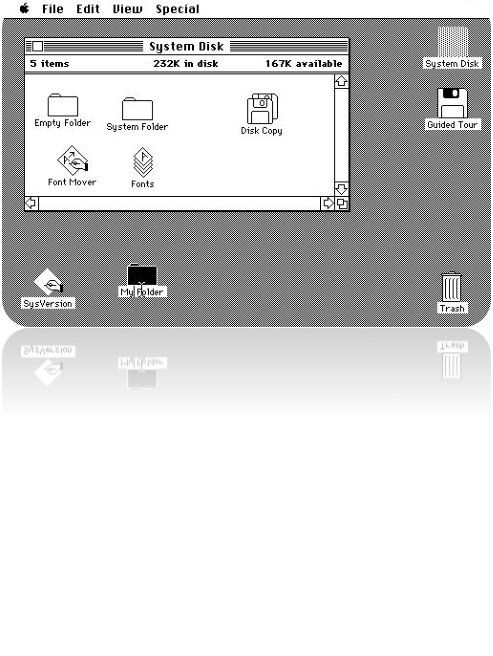 File Edit View Special
System Disk
5 items 232K in disk 167K available
System Disk
Empty Folder System Folder Disk Copy
Guided Tour
Font Mover Fonts
SysVersion My Folder
Trash